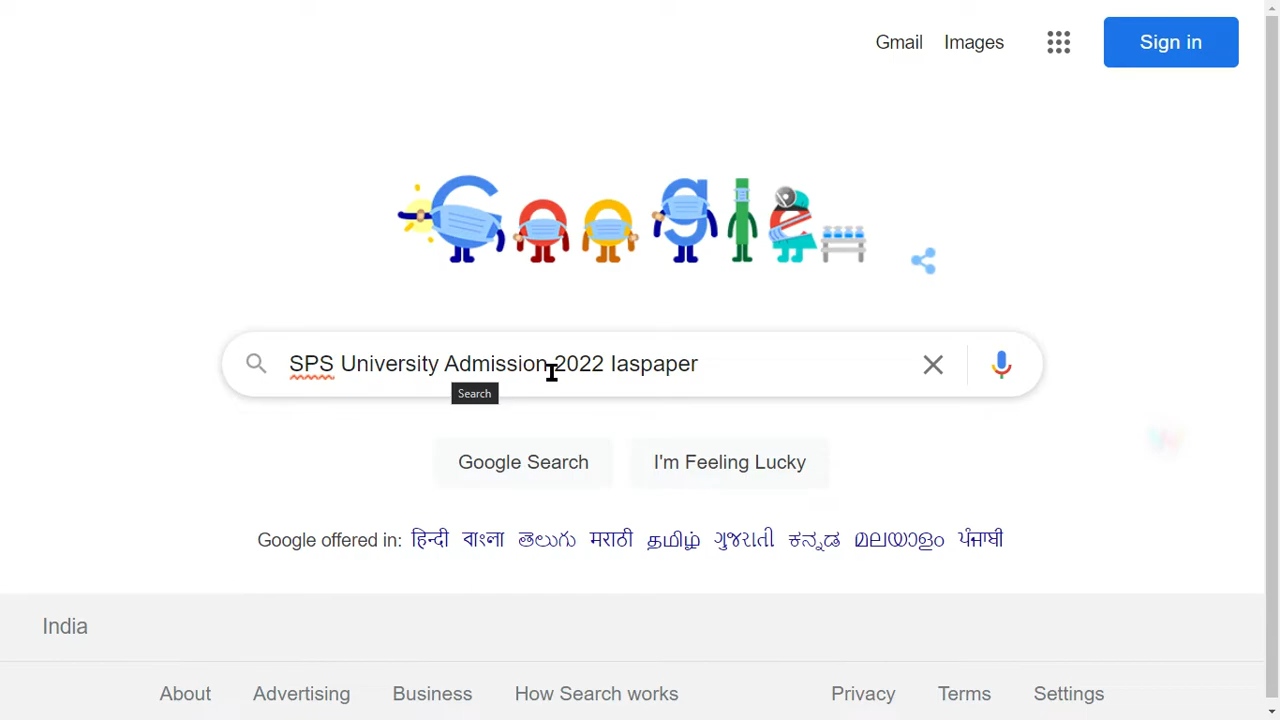 Gmail Images Sign in
Google
SPS University Admission 2022 Iaspaper
Search
Google Search I'm Feeling Lucky
Google offered in: हिन्दी বাংলা తెలుగు मराठी தமிழ் ગુજરાતી ಕನ್ನಡ മലയാളം ਪੰਜਾਬੀ
India
About Advertising Business How Search works Privacy Terms Settings